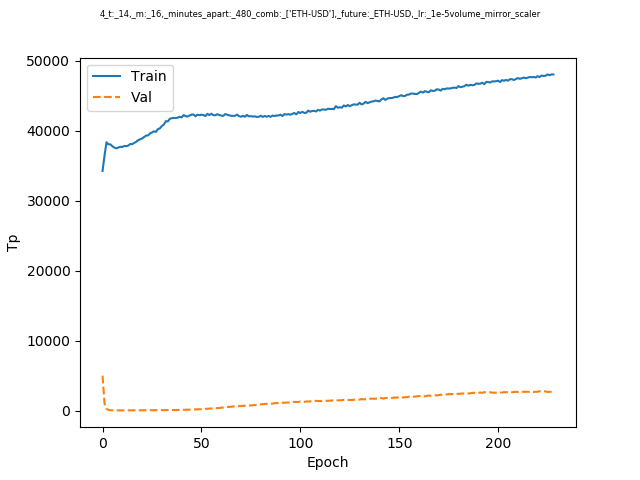 4_t:_14,_m:_16,_minutes_apart:_480_comb:_['ETH-USD'],_future:_ETH-USD,_lr:_1e-5volume_mirror_scaler
50000
Train
Val
40000
30000
Tp
20000
10000
0
0 50 100 150 200
Epoch